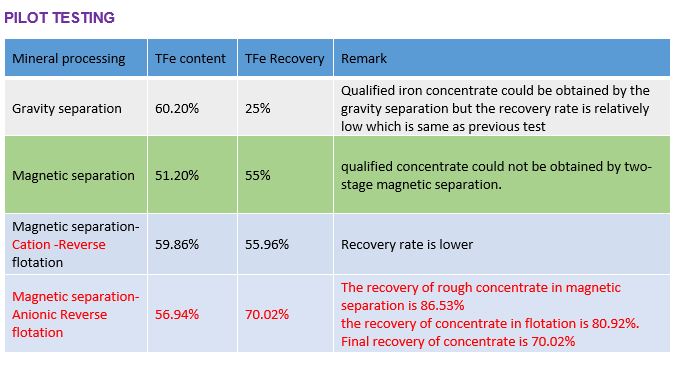 PILOT TESTING
Mineral processing TFe content TFe Recovery Remark
Gravity separation 60.20% 25% Qualified iron concentrate could be obtained by the
gravity separation but the recovery rate is relatively
low which is same as previous test
Magnetic separation 51.20% 55% qualified concentrate could not be obtained by two-
stage magnetic separation.
Magnetic separation-
Cation -Reverse
flotation
59.86% 55.96% Recovery rate is lower
Magnetic separation-
Anionic Reverse
flotation
56.94% 70.02%
The recovery of rough concentrate in magnetic
separation is 86.53%
the recovery of concentrate in flotation is 80.92%.
Final recovery of concentrate is 70.02%